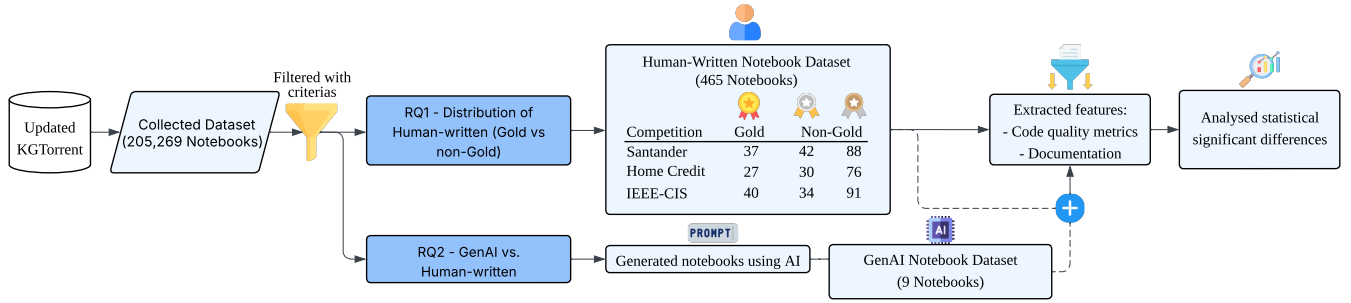 Updated
KGTorrent
Collected Dataset
(205,269 Notebooks)
Filtered with
criterias
RQ1 - Distribution of
Human-written (Gold vs
non-Gold)
Human-Written Notebook Dataset
(465 Notebooks)
Competition Gold Non-Gold
Santander 37 42 88
Home Credit 27 30 76
IEEE-CIS 40 34 91
Extracted features:
- Code quality metrics
- Documentation
Analysed statistical
significant differences
RQ2 - GenAI vs.
Human-written
PROMPT
Generated notebooks using AI
AI
GenAI Notebook Dataset
(9 Notebooks)